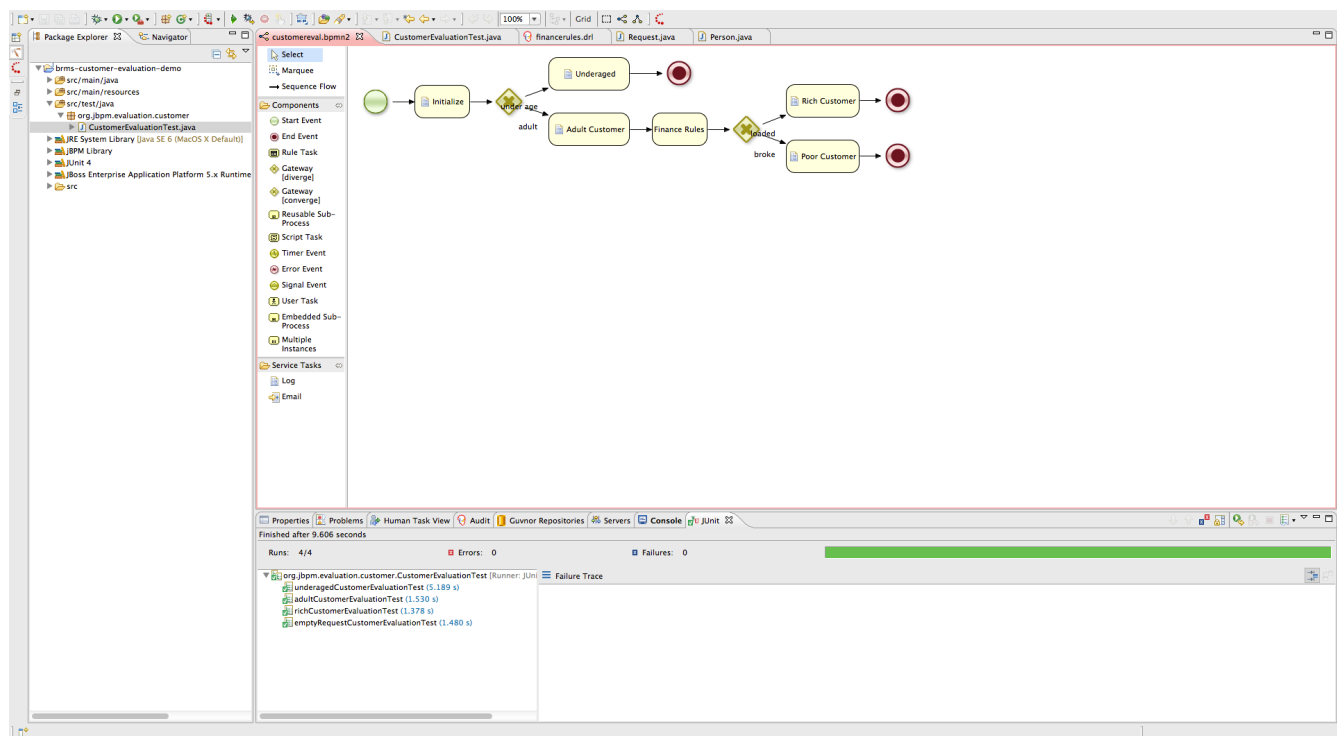 100%
Grid
Package Explorer
Navigator
customereval.bpmn2
CustomerEvaluationTest.java
financerules.drl
Request.java
Person.java
brms-customer-evaluation-demo
src/main/java
src/main/resources
src/test/java
org.jbpm.evaluation.customer
CustomerEvaluationTest.java
JRE System Library [Java SE 6 (MacOS X Default)]
jBPM Library
JUnit 4
JBoss Enterprise Application Platform 5.x Runtime
src
Select
Marquee
Sequence Flow
Components
Start Event
End Event
Rule Task
Gateway
[diverge]
Gateway
[converge]
Reusable Sub-
Process
Script Task
Timer Event
Error Event
Signal Event
User Task
Embedded Sub-
Process
Multiple
Instances
Service Tasks
Log
Email
Initialize
under age
adult
Underaged
Adult Customer
Finance Rules
loaded
broke
Rich Customer
Poor Customer
Properties
Problems
Human Task View
Audit
Guvnor Repositories
Servers
Console
JUnit
Finished after 9.606 seconds
Runs: 4/4
Errors: 0
Failures: 0
org.jbpm.evaluation.customer.CustomerEvaluationTest [Runner: JUni
underagedCustomerEvaluationTest (5.189 s)
adultCustomerEvaluationTest (1.530 s)
richCustomerEvaluationTest (1.378 s)
emptyRequestCustomerEvaluationTest (1.480 s)
Failure Trace